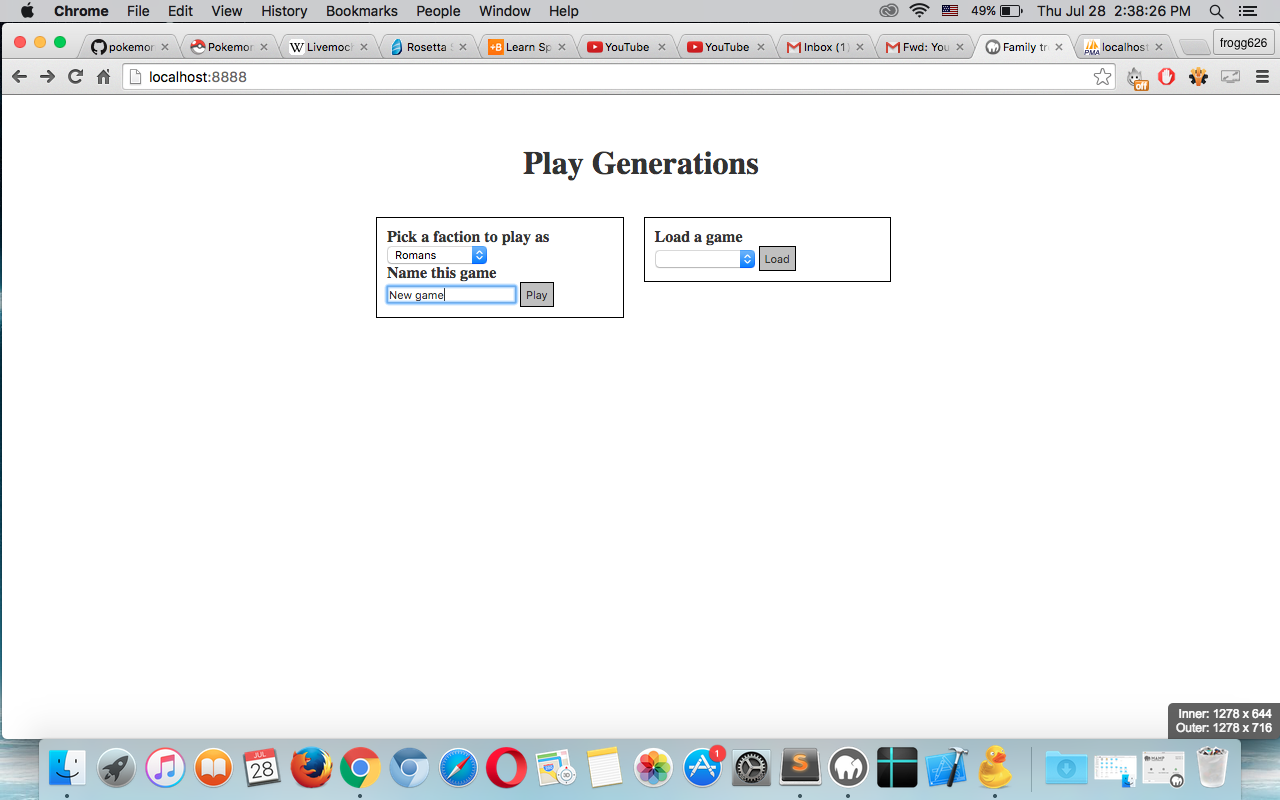 Chrome File Edit View History Bookmarks People Window Help 49% Thu Jul 28 2:38:26 PM
pokemor Pokemor Livemocl Rosetta Learn Sp YouTube YouTube Inbox (1) Fwd: You Family tr localhost frogg626
localhost:8888
off
Play Generations
Pick a faction to play as
Romans
Name this game
New game Play
Load a game
Load
Inner: 1278 x 644
Outer: 1278 x 716
JUL
28
1